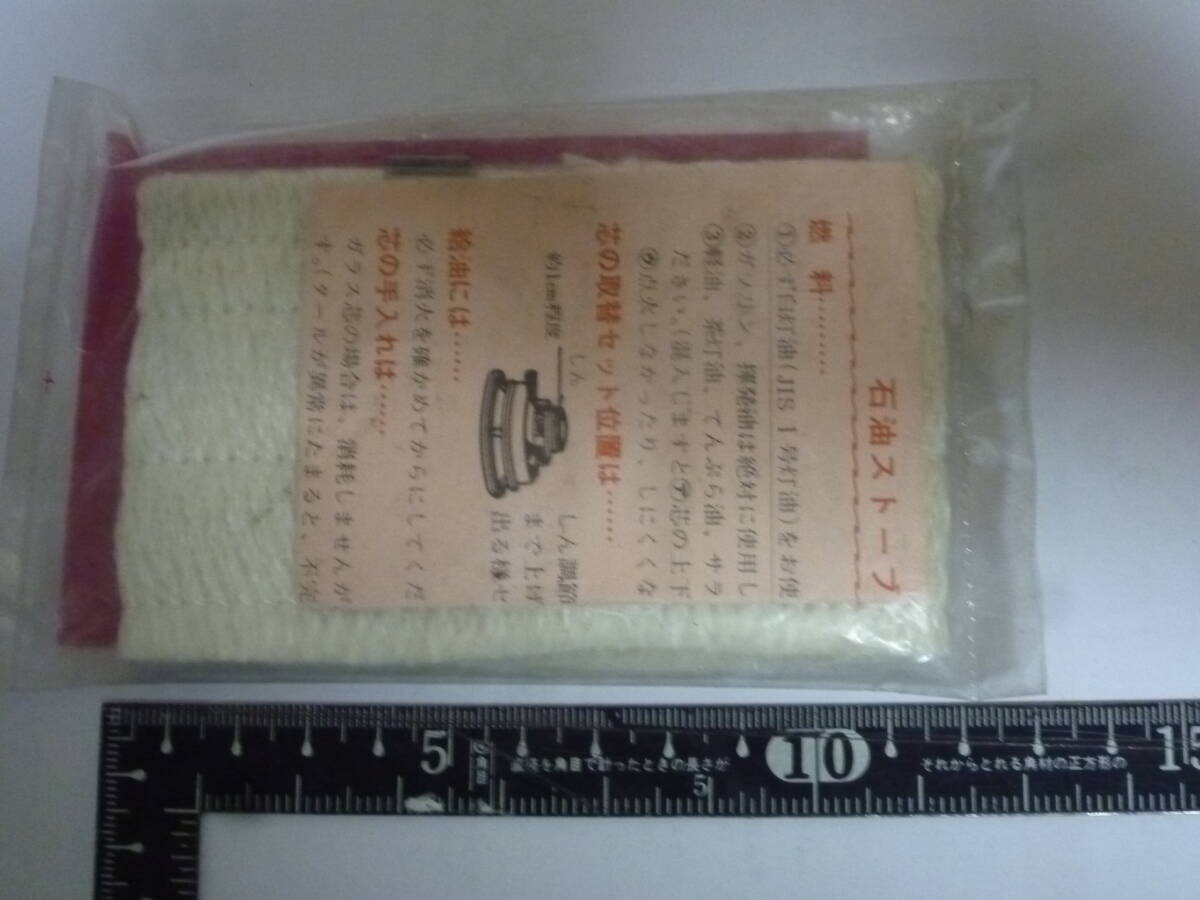 石油ストーブ
燃料………
①必ず白灯油(JIS 1号灯油)をお使
②ガソリン、揮発油は絶対に使用し
③軽油、茶灯油、てんぷら油、サラ
ださい。(混入しますと㋐芯の上下
点火しなかったり、しにくくな
芯の取替セット位置は……
約1cm程度
しん
しん調節
まで上げ
出る様セ
給油には……
必ず消火を確かめてからにしてくだ
芯の手入れは……
ガラス芯の場合は、消耗しませんが
す。(タールが異常にたまると、不完
5
10
15
直径を角目で計ったときの長さが
5
それからとれる角材の正方形の